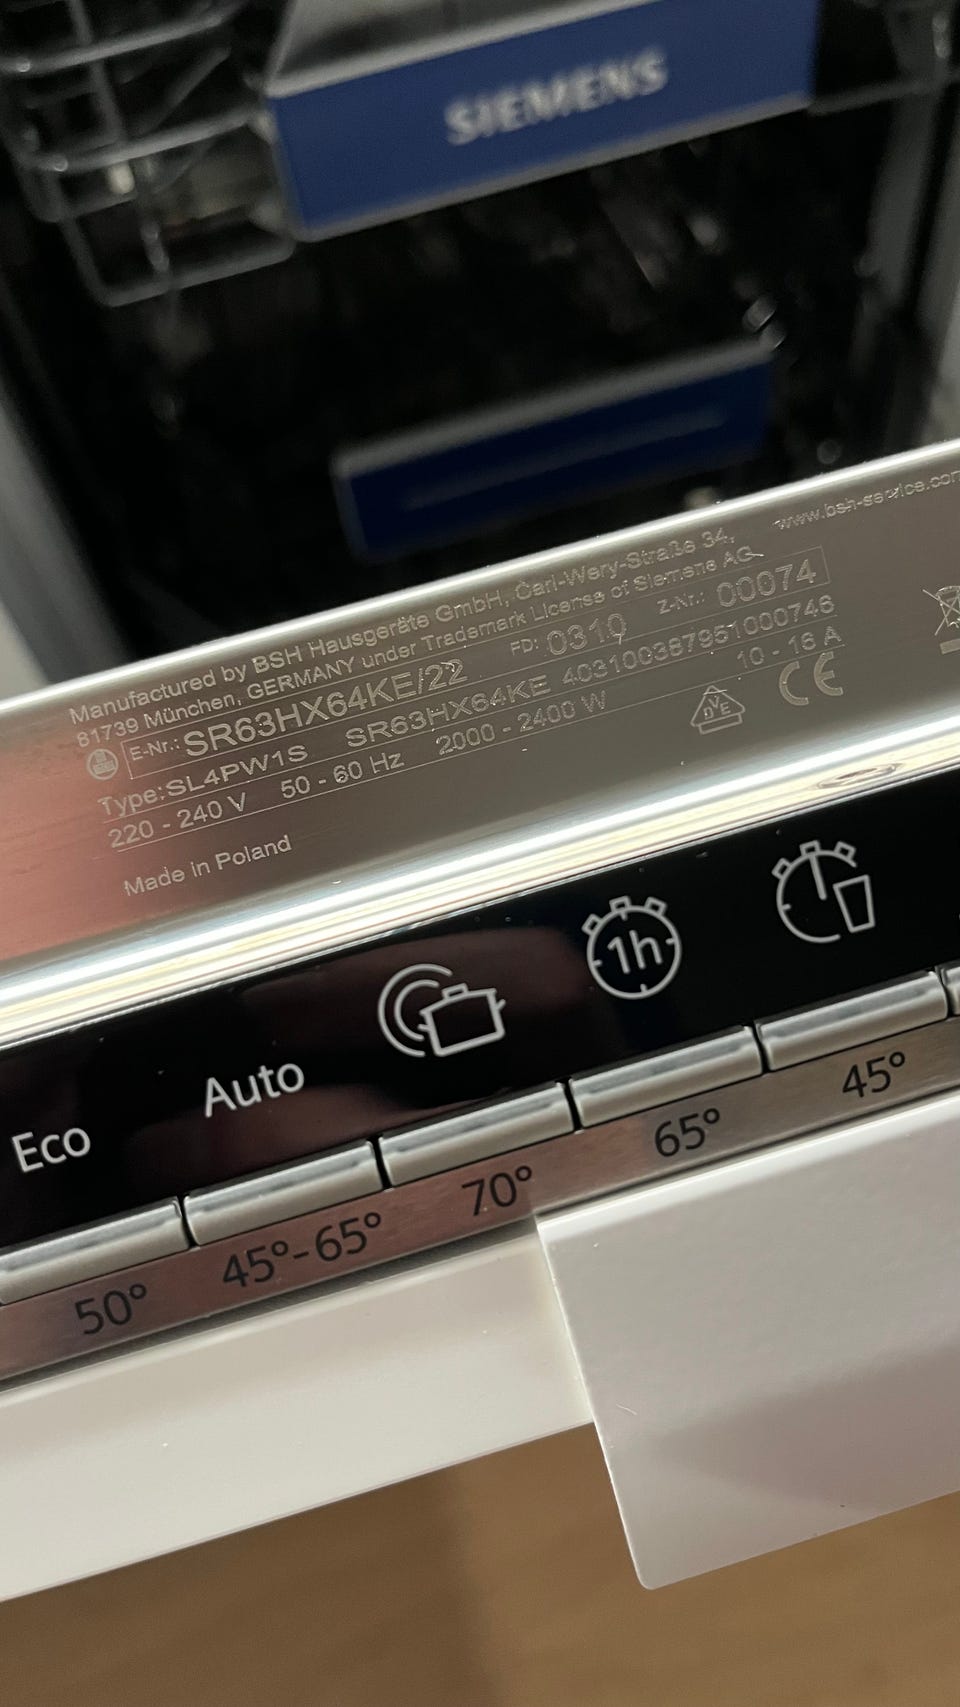 SIEMENS
www.bsh-service.com
Manufactured by BSH Hausgeräte GmbH, Carl-Wery-Straße 34,
81739 München, GERMANY under Trademark License of Siemens AG
E-Nr.: SR63HX64KE/22 FD: 0310 Z-Nr.: 00074
Type: SL4PW1S SR63HX64KE 403100387951000746
220 - 240 V 50 - 60 Hz 2000 - 2400 W 10 - 16 A
DVE CE
Made in Poland
Eco Auto 1h
50° 45°-65° 70° 65° 45°